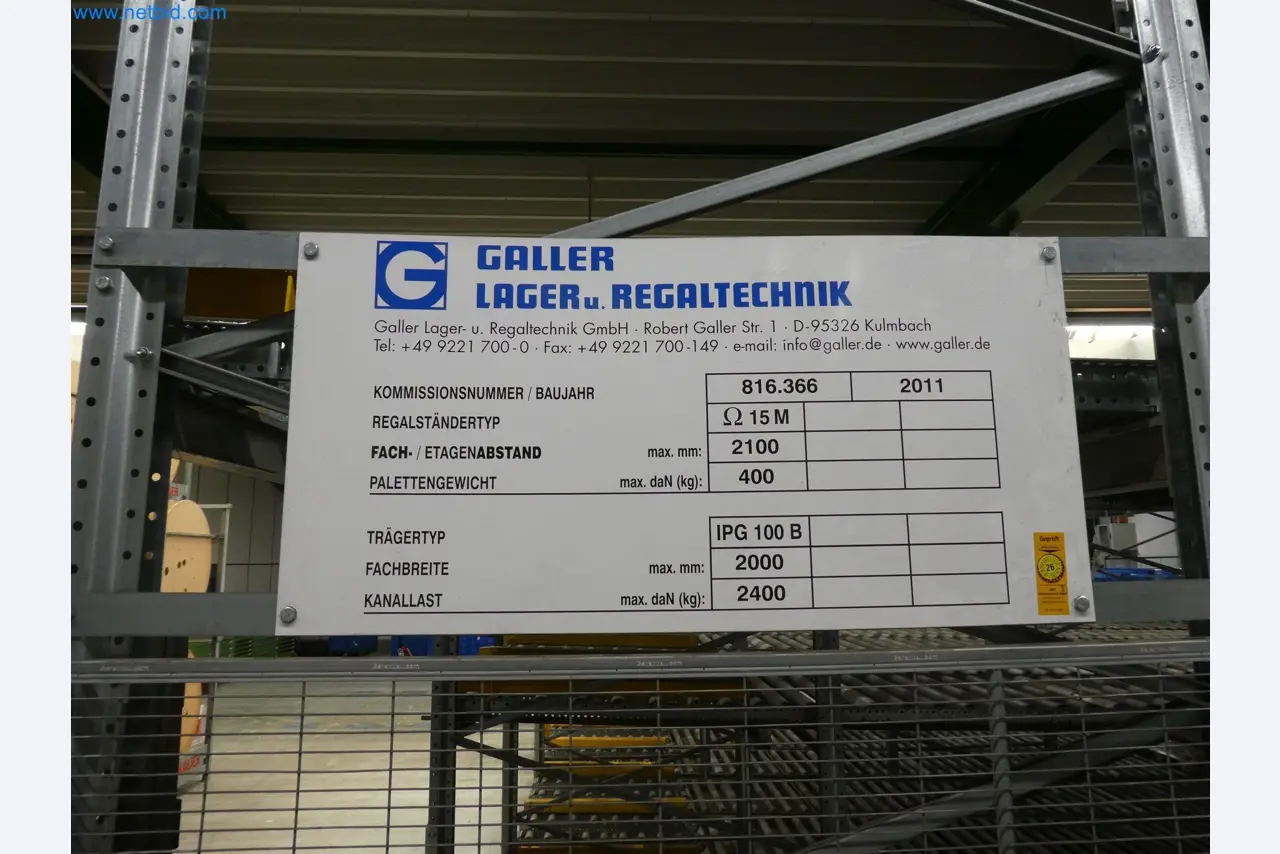 www.netbid.com
G GALLER
LAGER u. REGALTECHNIK
Galler Lager- u. Regaltechnik GmbH · Robert Galler Str. 1 · D-95326 Kulmbach
Tel: +49 9221 700-0 · Fax: +49 9221 700-149 · e-mail: info@galler.de · www.galler.de
KOMMISSIONSNUMMER / BAUJAHR 816.366 2011
REGALSTÄNDERTYP Ω 15 M
FACH- / ETAGENABSTAND max. mm: 2100
PALETTENGEWICHT max. daN (kg): 400
TRÄGERTYP IPG 100 B
FACHBREITE max. mm: 2000
KANALLAST max. daN (kg): 2400
Geprüft
26